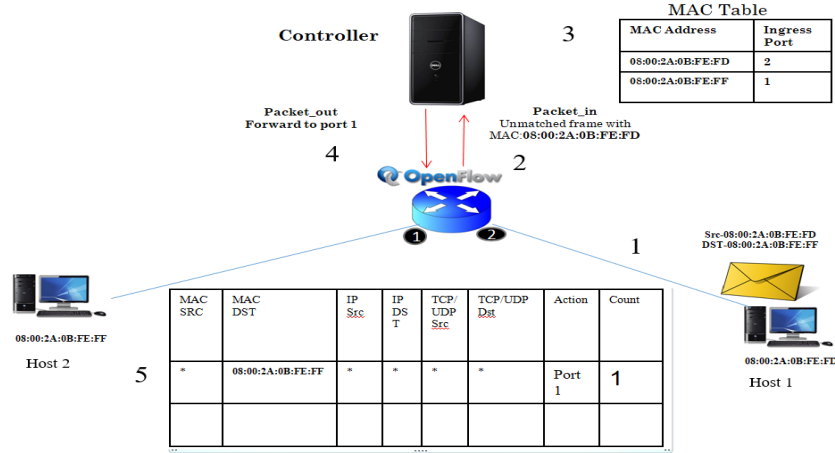 MAC Table
Controller
3
MAC Address Ingress Port
08:00:2A:0B:FE:FD 2
08:00:2A:0B:FE:FF 1
DELL
Packet_out
Forward to port 1
Packet_in
Unmatched frame with
MAC:08:00:2A:0B:FE:FD
4
2
OpenFlow
1
2
1
Src-08:00:2A:0B:FE:FD
DST-08:00:2A:0B:FE:FF
08:00:2A:0B:FE:FF
Host 2
08:00:2A:0B:FE:FD
Host 1
5
MAC SRC MAC DST IP Src IP DS T TCP/ UDP Src TCP/UDP Dst Action Count
* 08:00:2A:0B:FE:FF * * * * Port 1 1